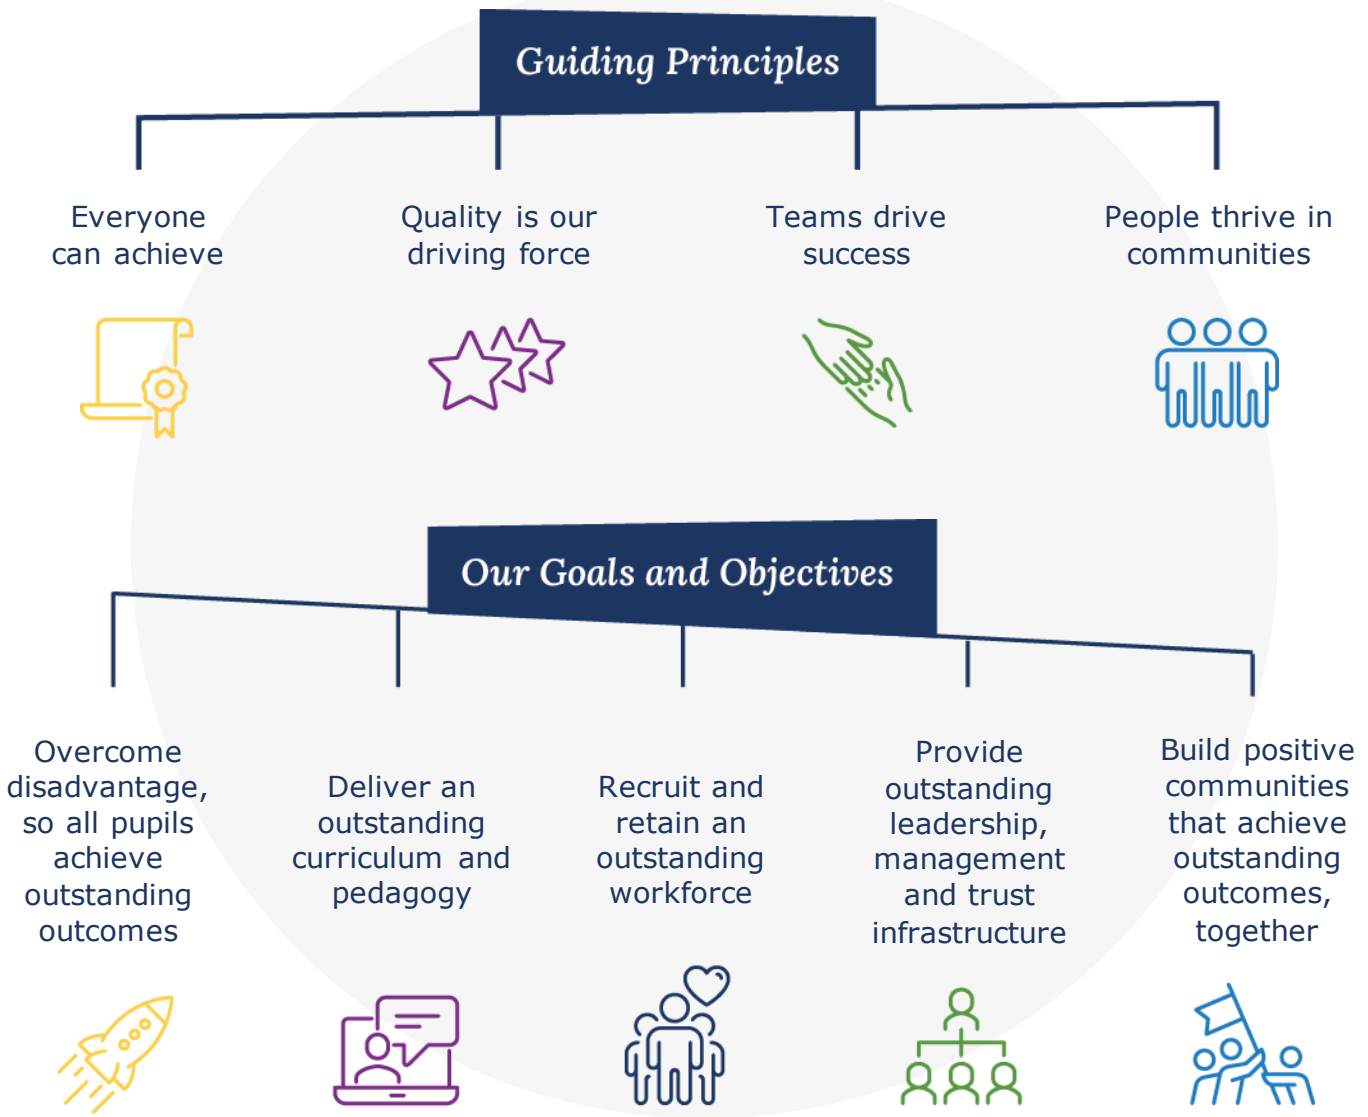 Guiding Principles
Everyone
can achieve
Quality is our
driving force
Teams drive
success
People thrive in
communities
Our Goals and Objectives
Overcome
disadvantage,
so all pupils
achieve
outstanding
outcomes
Deliver an
outstanding
curriculum and
pedagogy
Recruit and
retain an
outstanding
workforce
Provide
outstanding
leadership,
management
and trust
infrastructure
Build positive
communities
that achieve
outstanding
outcomes,
together